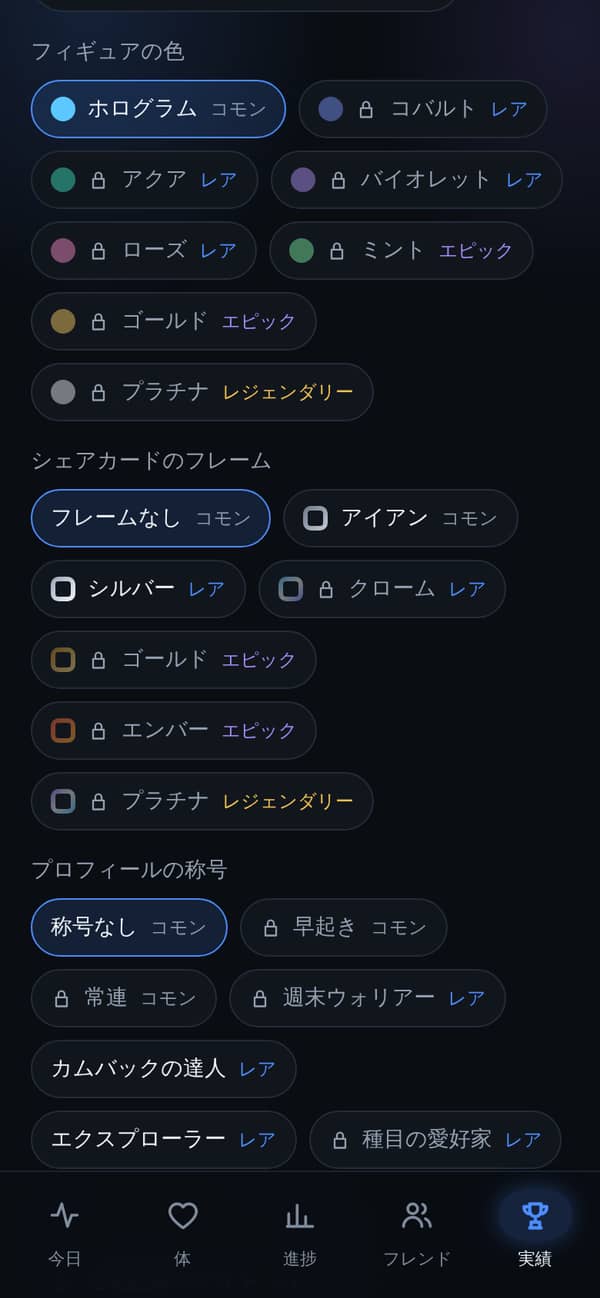 フィギュアの色
ホログラム コモン
コバルト レア
アクア レア
バイオレット レア
ローズ レア
ミント エピック
ゴールド エピック
プラチナ レジェンダリー
シェアカードのフレーム
フレームなし コモン
アイアン コモン
シルバー レア
クローム レア
ゴールド エピック
エンバー エピック
プラチナ レジェンダリー
プロフィールの称号
称号なし コモン
早起き コモン
常連 コモン
週末ウォリアー レア
カムバックの達人 レア
エクスプローラー レア
種目の愛好家 レア
今日
体
進捗
フレンド
実績